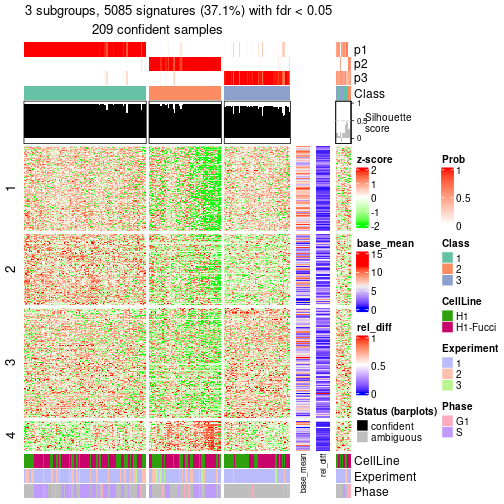 3 subgroups, 5085 signatures (37.1%) with fdr < 0.05
209 confident samples
p1
p2
p3
Class
1
0.5
0
Silhouette
score
1
2
3
4
base_mean
rel_diff
CellLine
Experiment
Phase
z-score
2
1
0
-1
-2
base_mean
15
10
5
0
rel_diff
1
0.5
0
Status (barplots)
confident
ambiguous
Prob
1
0.5
0
Class
1
2
3
CellLine
H1
H1-Fucci
Experiment
1
2
3
Phase
G1
S